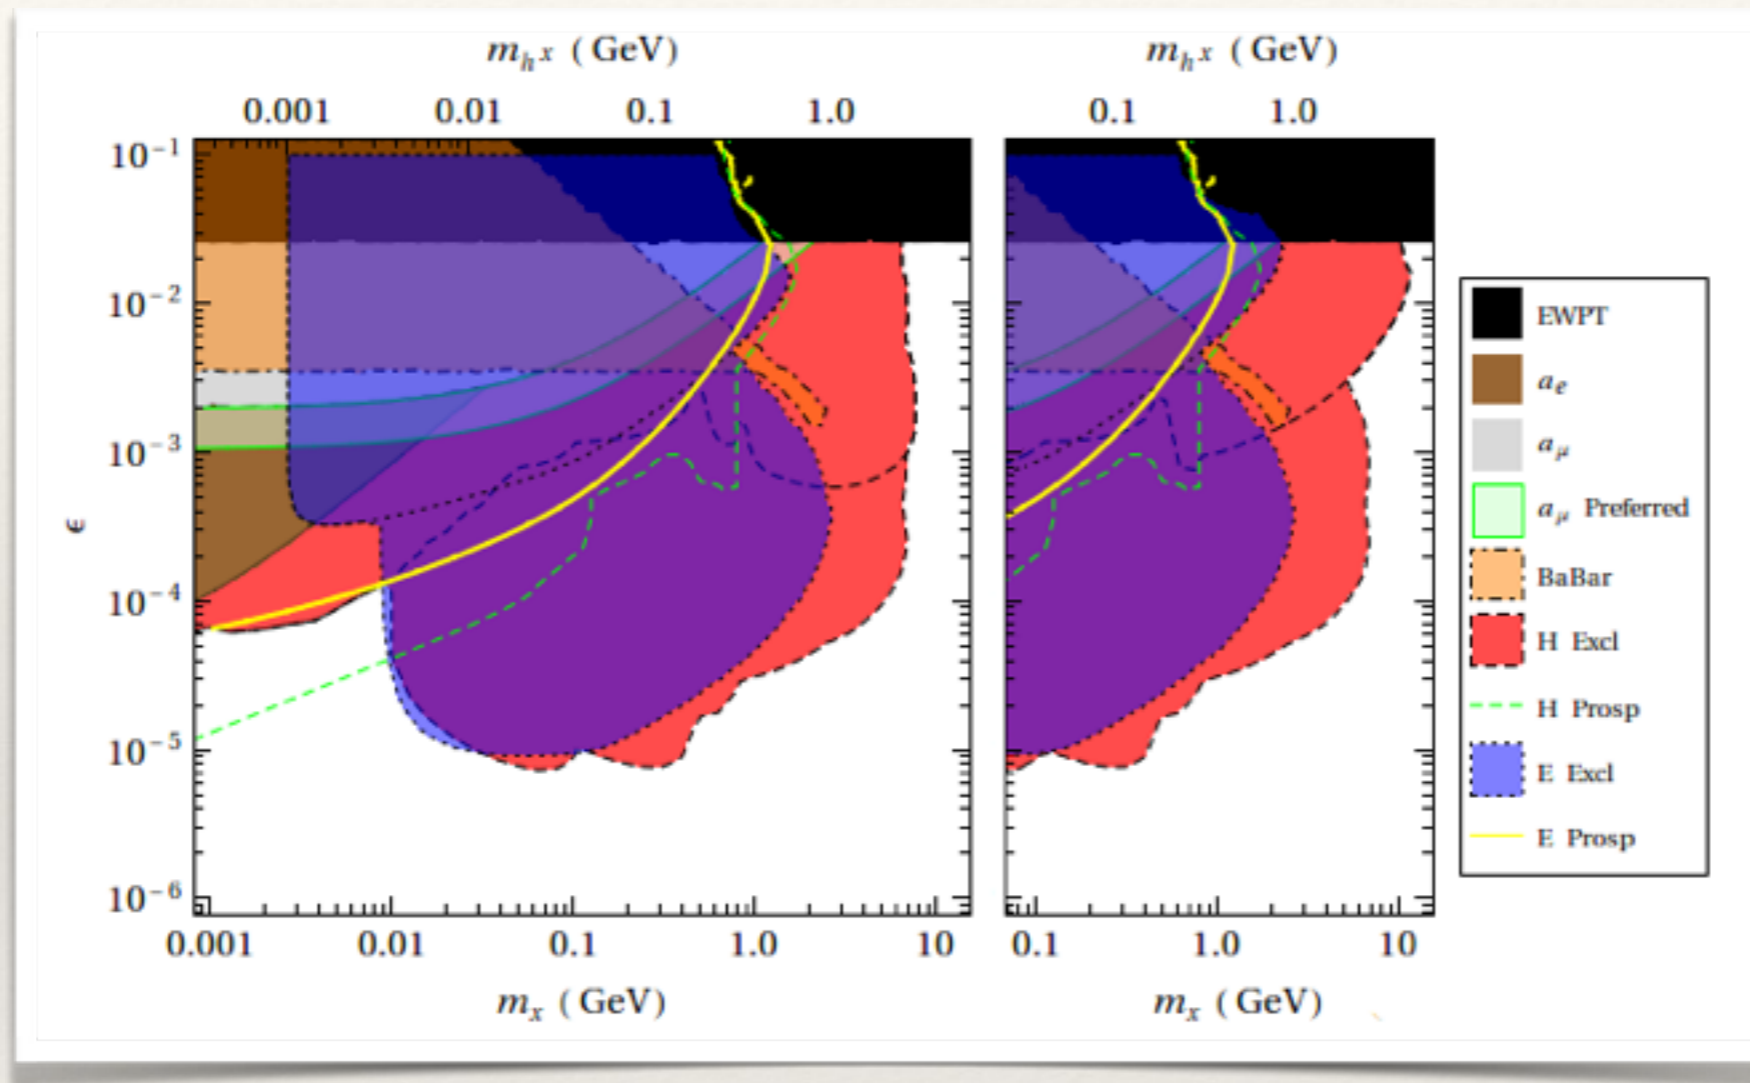 m_h^x ( GeV)
m_h^x ( GeV)
0.001 0.01 0.1 1.0
0.1 1.0
10^-1
10^-2
10^-3
10^-4
10^-5
10^-6
ϵ
0.001 0.01 0.1 1.0 10
0.1 1.0 10
m_x ( GeV)
m_x ( GeV)
EWPT
a_e
a_μ
a_μ Preferred
BaBar
H Excl
H Prosp
E Excl
E Prosp